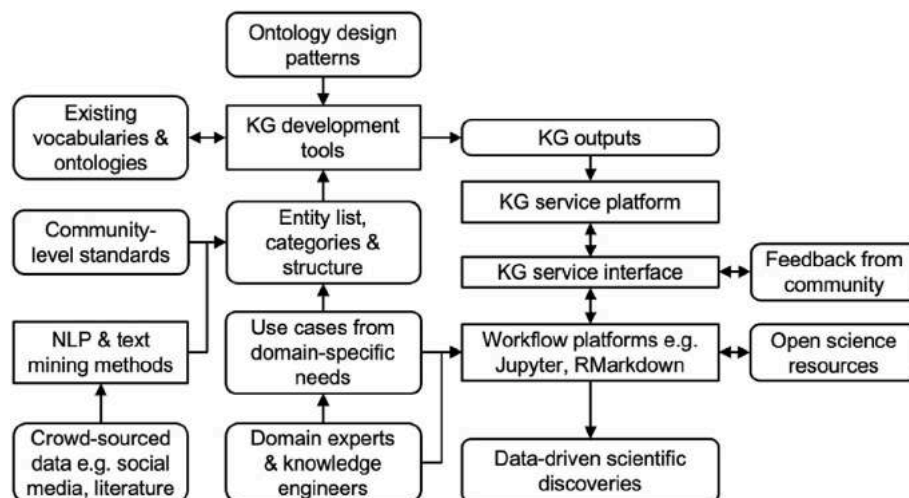 Ontology design
patterns
Existing
vocabularies &
ontologies
KG development
tools
KG outputs
KG service platform
Community-
level standards
Entity list,
categories &
structure
KG service interface
Feedback from
community
NLP & text
mining methods
Use cases from
domain-specific
needs
Workflow platforms e.g.
Jupyter, RMarkdown
Open science
resources
Crowd-sourced
data e.g. social
media, literature
Domain experts
& knowledge
engineers
Data-driven scientific
discoveries